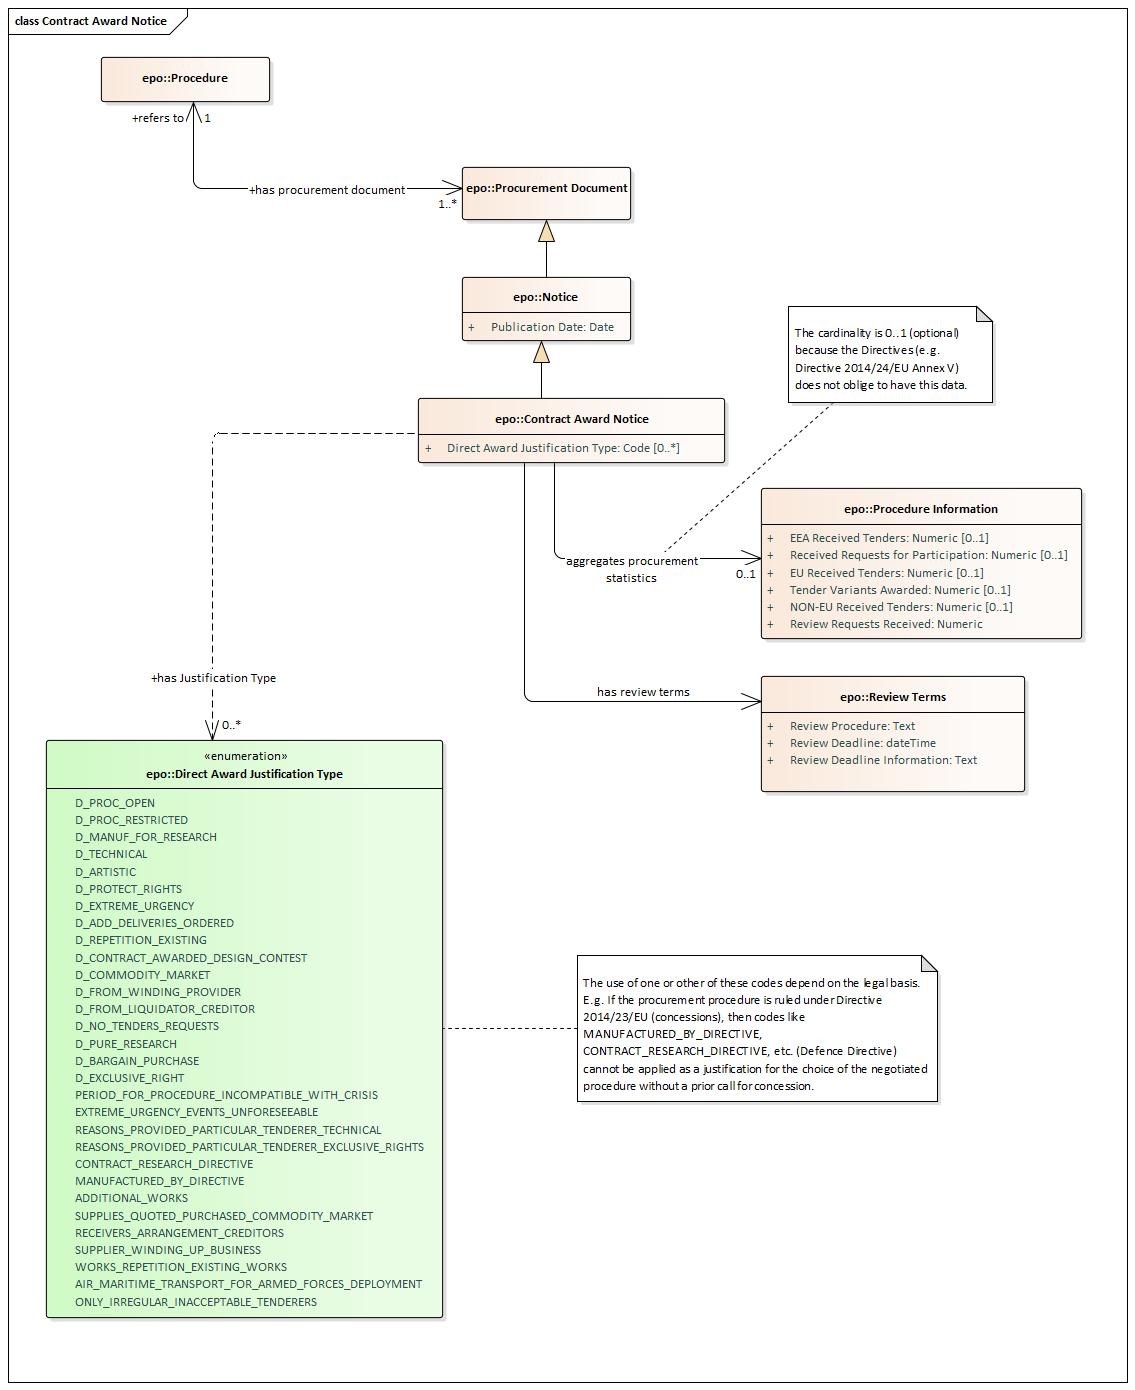 class Contract Award Notice
epo::Procedure
+refers to
1
+has procurement document
1..*
epo::Procurement Document
epo::Notice
+ Publication Date: Date
The cardinality is 0..1 (optional)
because the Directives (e.g.
Directive 2014/24/EU Annex V)
does not oblige to have this data.
epo::Contract Award Notice
+ Direct Award Justification Type: Code [0..*]
epo::Procedure Information
+ EEA Received Tenders: Numeric [0..1]
+ Received Requests for Participation: Numeric [0..1]
+ EU Received Tenders: Numeric [0..1]
+ Tender Variants Awarded: Numeric [0..1]
+ NON-EU Received Tenders: Numeric [0..1]
+ Review Requests Received: Numeric
aggregates procurement
statistics
0..1
has review terms
epo::Review Terms
+ Review Procedure: Text
+ Review Deadline: dateTime
+ Review Deadline Information: Text
+has Justification Type
0..*
«enumeration»
epo::Direct Award Justification Type
D_PROC_OPEN
D_PROC_RESTRICTED
D_MANUF_FOR_RESEARCH
D_TECHNICAL
D_ARTISTIC
D_PROTECT_RIGHTS
D_EXTREME_URGENCY
D_ADD_DELIVERIES_ORDERED
D_REPETITION_EXISTING
D_CONTRACT_AWARDED_DESIGN_CONTEST
D_COMMODITY_MARKET
D_FROM_WINDING_PROVIDER
D_FROM_LIQUIDATOR_CREDITOR
D_NO_TENDERS_REQUESTS
D_PURE_RESEARCH
D_BARGAIN_PURCHASE
D_EXCLUSIVE_RIGHT
PERIOD_FOR_PROCEDURE_INCOMPATIBLE_WITH_CRISIS
EXTREME_URGENCY_EVENTS_UNFORESEEABLE
REASONS_PROVIDED_PARTICULAR_TENDERER_TECHNICAL
REASONS_PROVIDED_PARTICULAR_TENDERER_EXCLUSIVE_RIGHTS
CONTRACT_RESEARCH_DIRECTIVE
MANUFACTURED_BY_DIRECTIVE
ADDITIONAL_WORKS
SUPPLIES_QUOTED_PURCHASED_COMMODITY_MARKET
RECEIVERS_ARRANGEMENT_CREDITORS
SUPPLIER_WINDING_UP_BUSINESS
WORKS_REPETITION_EXISTING_WORKS
AIR_MARITIME_TRANSPORT_FOR_ARMED_FORCES_DEPLOYMENT
ONLY_IRREGULAR_INACCEPTABLE_TENDERERS
The use of one or other of these codes depend on the legal basis.
E.g. If the procurement procedure is ruled under Directive
2014/23/EU (concessions), then codes like
MANUFACTURED_BY_DIRECTIVE,
CONTRACT_RESEARCH_DIRECTIVE, etc. (Defence Directive)
cannot be applied as a justification for the choice of the negotiated
procedure without a prior call for concession.